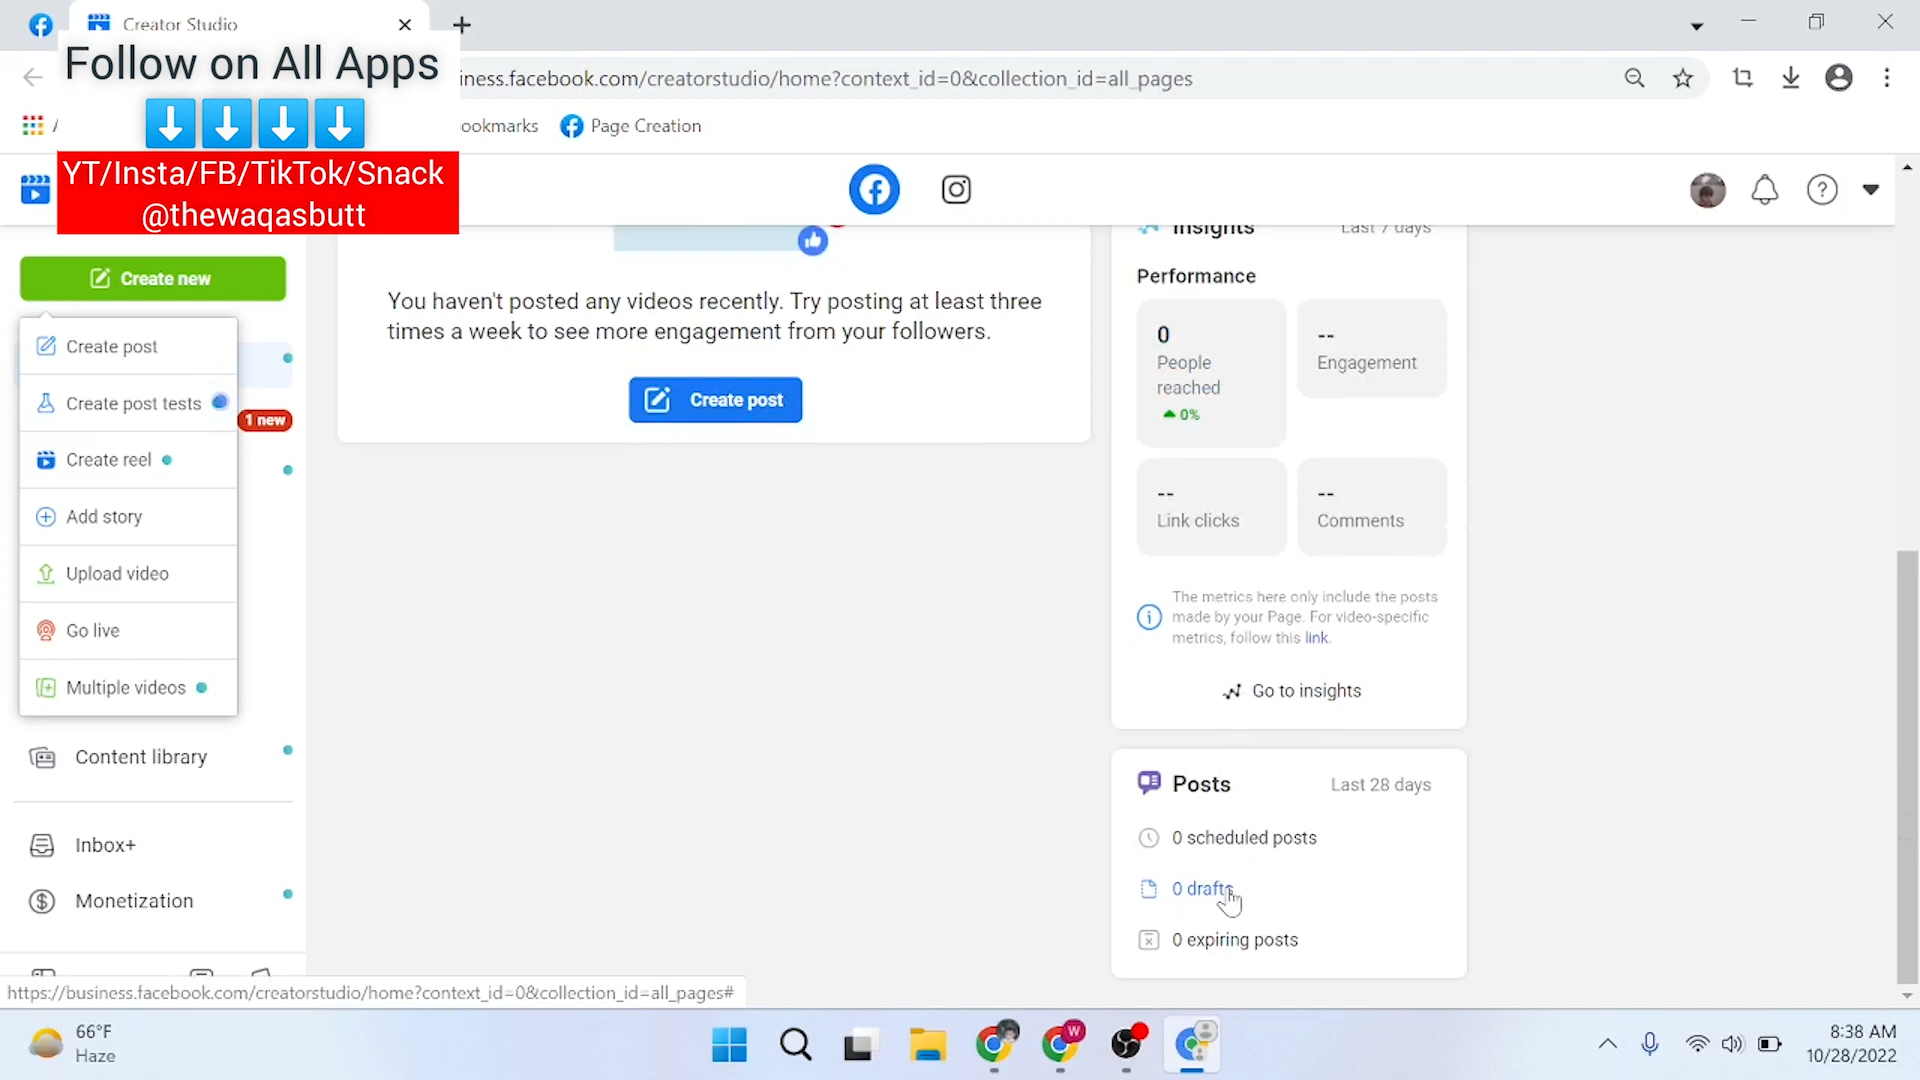 Creator Studio
Follow on All Apps
iness.facebook.com/creatorstudio/home?context_id=0&collection_id=all_pages
ookmarks
Page Creation
YT/Insta/FB/TikTok/Snack
@thewaqasbutt
Create new
Create post
Create post tests
1 new
Create reel
Add story
Upload video
Go live
Multiple videos
Content library
Inbox+
Monetization
You haven't posted any videos recently. Try posting at least three
times a week to see more engagement from your followers.
Create post
Insights
Last 7 days
Performance
0
People
reached
0%
--
Engagement
--
Link clicks
--
Comments
The metrics here only include the posts
made by your Page. For video-specific
metrics, follow this link.
Go to insights
Posts
Last 28 days
0 scheduled posts
0 drafts
0 expiring posts
https://business.facebook.com/creatorstudio/home?context_id=0&collection_id=all_pages#
66°F
Haze
W
8:38 AM
10/28/2022